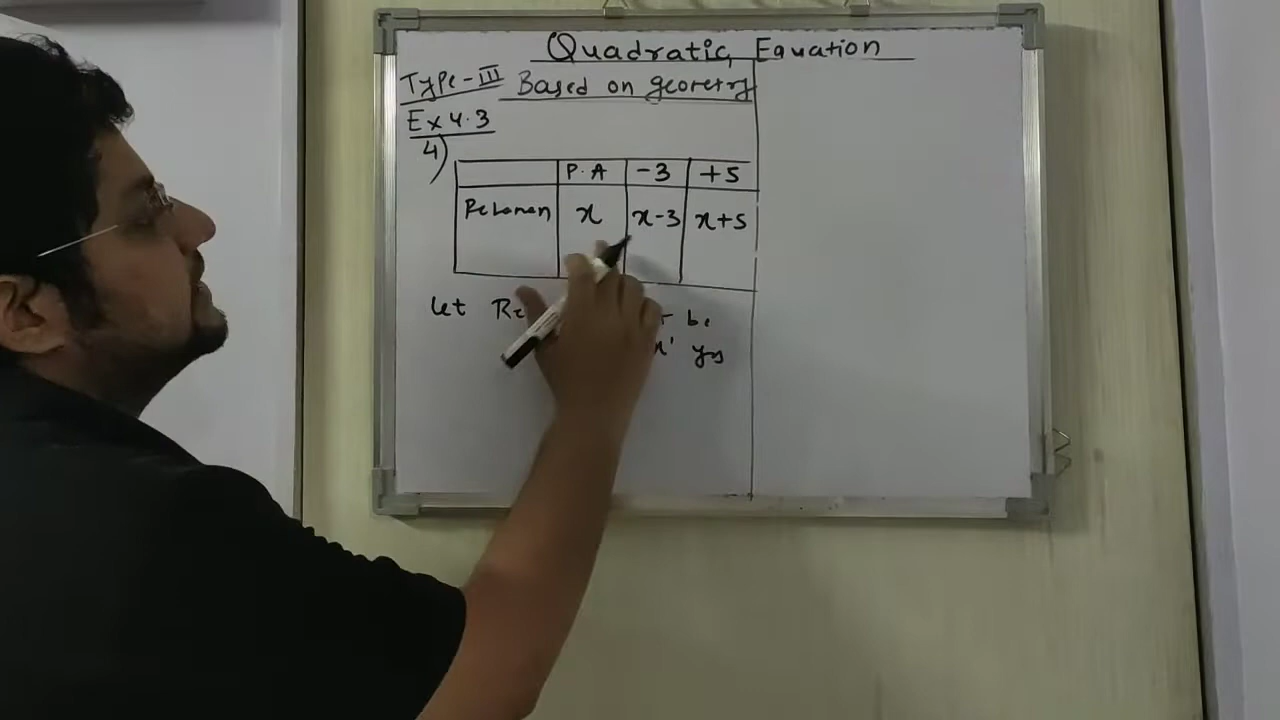 Quadratic Equation
Type-III Based on geometry
Ex 4.3
4)
P.A -3 +5
Rehman x x-3 x+5
let be
x' yrs